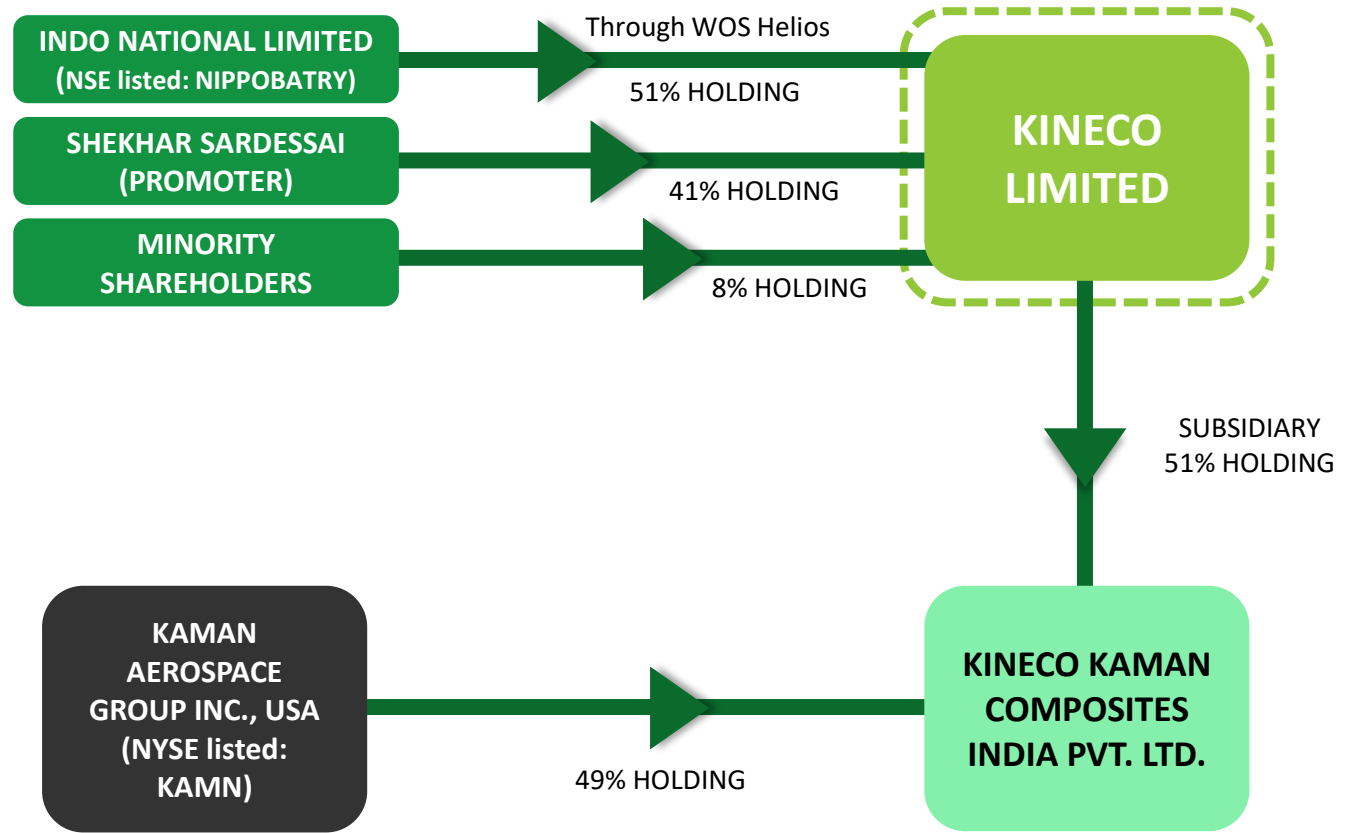 INDO NATIONAL LIMITED
(NSE listed: NIPPOBATRY)
Through WOS Helios
51% HOLDING
SHEKHAR SARDESSAI
(PROMOTER)
41% HOLDING
MINORITY
SHAREHOLDERS
8% HOLDING
KINECO
LIMITED
SUBSIDIARY
51% HOLDING
KAMAN
AEROSPACE
GROUP INC., USA
(NYSE listed:
KAMN)
49% HOLDING
KINECO KAMAN
COMPOSITES
INDIA PVT. LTD.